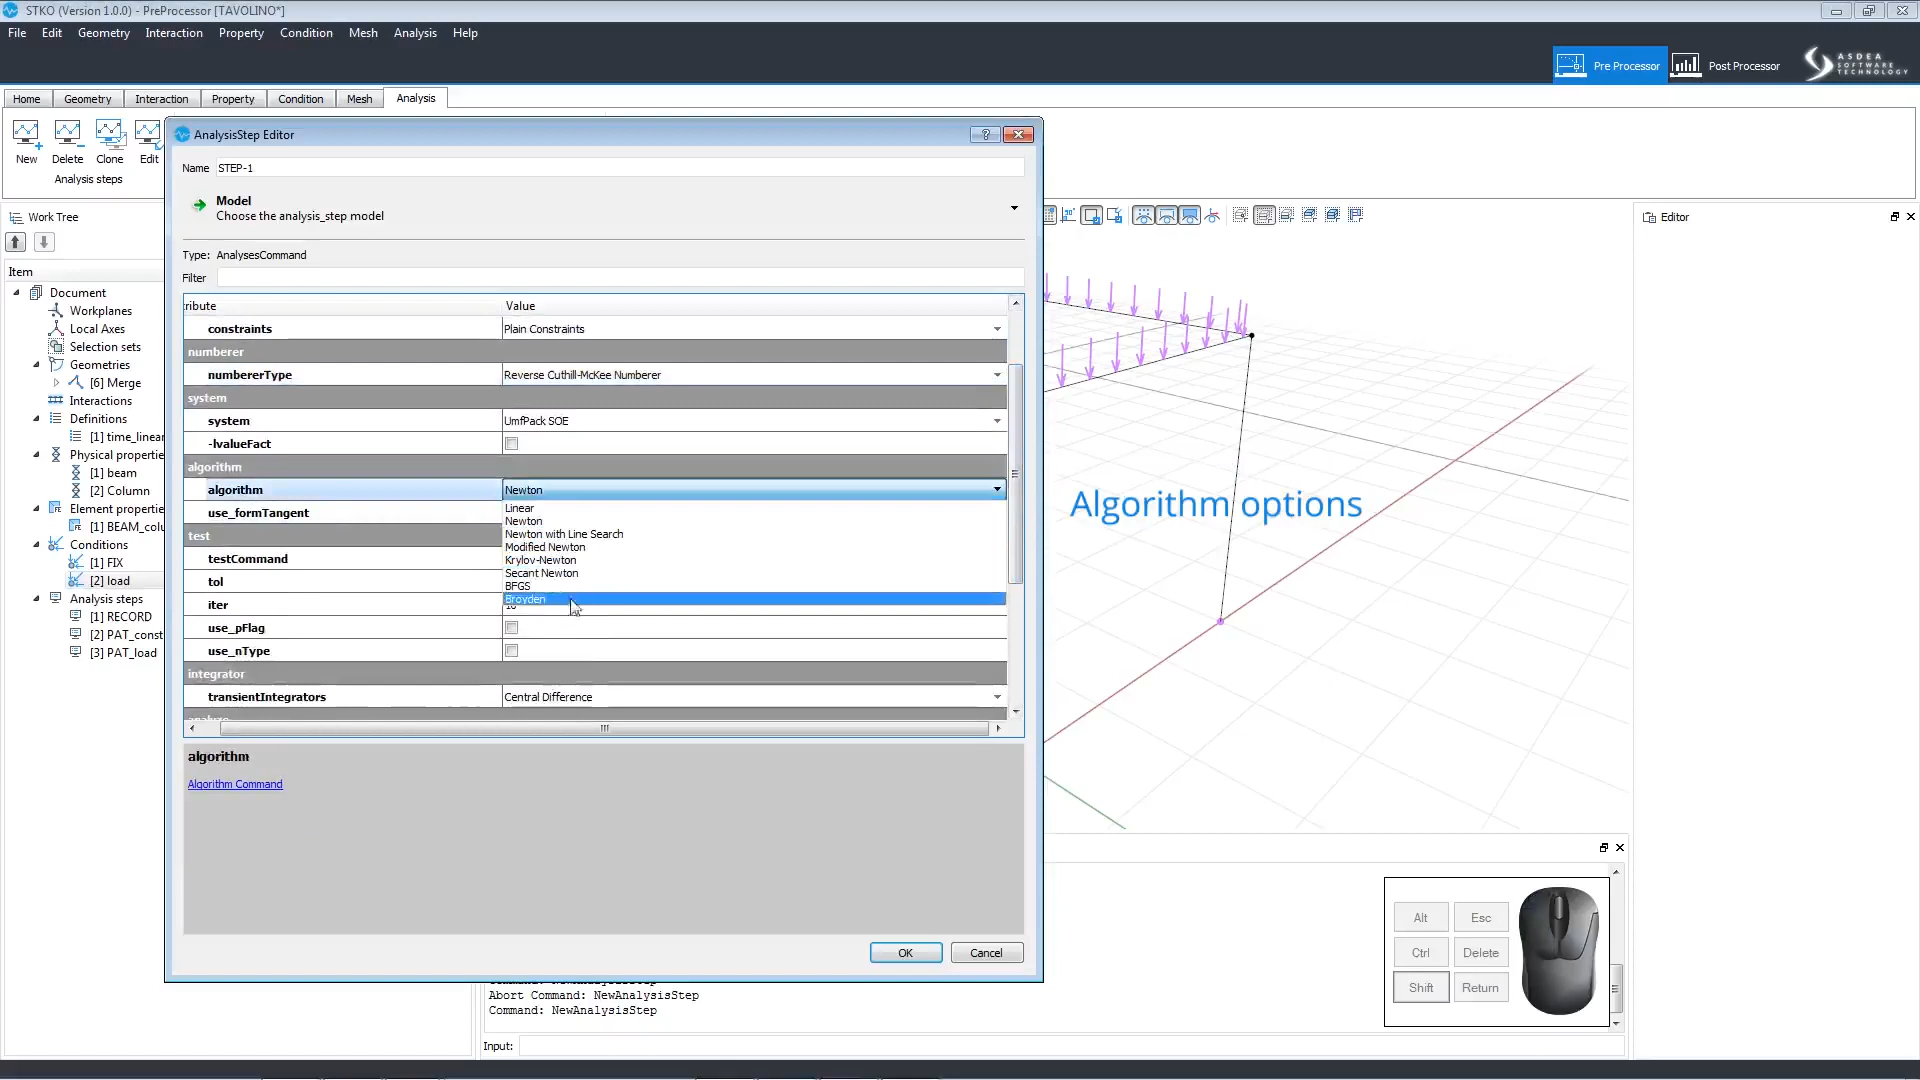 STKO (Version 1.0.0) - PreProcessor [TAVOLINO*]
File Edit Geometry Interaction Property Condition Mesh Analysis Help
Pre Processor Post Processor
ASDEA
SOFTWARE
TECHNOLOGY
Home Geometry Interaction Property Condition Mesh Analysis
New Delete Clone Edit
Analysis steps
AnalysisStep Editor
Name STEP-1
Model
Choose the analysis_step model
Type: AnalysesCommand
Filter
tribute Value
constraints Plain Constraints
numberer
numbererType Reverse Cuthill-McKee Numberer
system
system UmfPack SOE
-lvalueFact
algorithm
algorithm Newton
use_formTangent
Linear
Newton
Newton with Line Search
Modified Newton
Krylov-Newton
Secant Newton
BFGS
Broyden
test
testCommand
tol
iter
use_pFlag
use_nType
integrator
transientIntegrators Central Difference
algorithm
Algorithm Command
OK Cancel
Work Tree
Item
Document
Workplanes
Local Axes
Selection sets
Geometries
[6] Merge
Interactions
Definitions
[1] time_linear
Physical propertie
[1] beam
[2] Column
Element propertie
[1] BEAM_colu
Conditions
[1] FIX
[2] load
Analysis steps
[1] RECORD
[2] PAT_const
[3] PAT_load
Editor
Algorithm options
Alt Esc
Ctrl Delete
Shift Return
Abort Command: NewAnalysisStep
Command: NewAnalysisStep
Input: